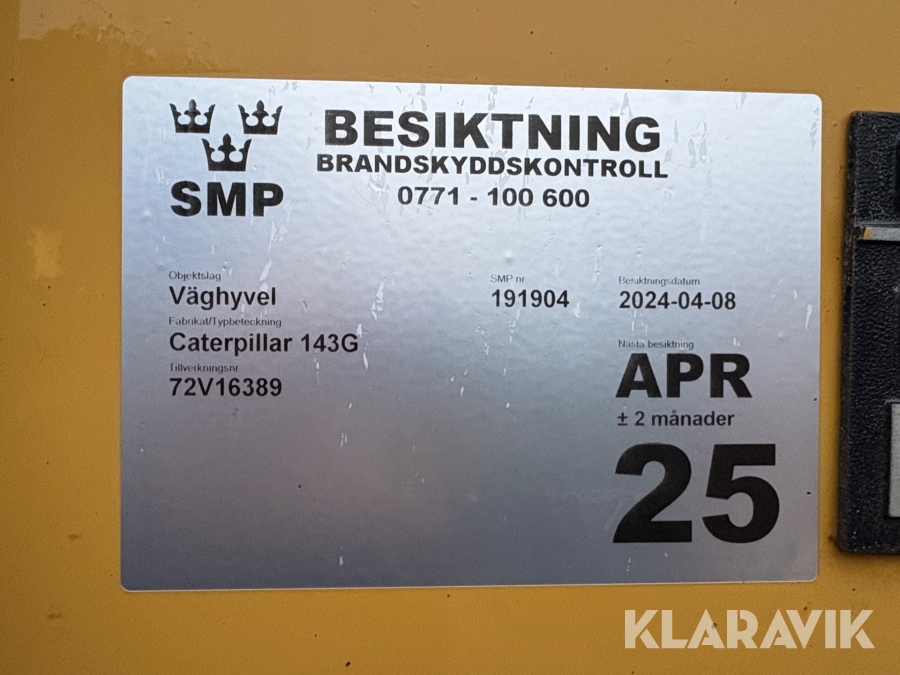 SMP
BESIKTNING
BRANDSKYDDSKONTROLL
0771 - 100 600
Objektslag
Väghyvel
Fabrikat/Typbeteckning
Caterpillar 143G
Tillverkningsnr
72V16389
SMP nr
191904
Besiktningsdatum
2024-04-08
Nästa besiktning
APR
± 2 månader
25
KLARAVIK